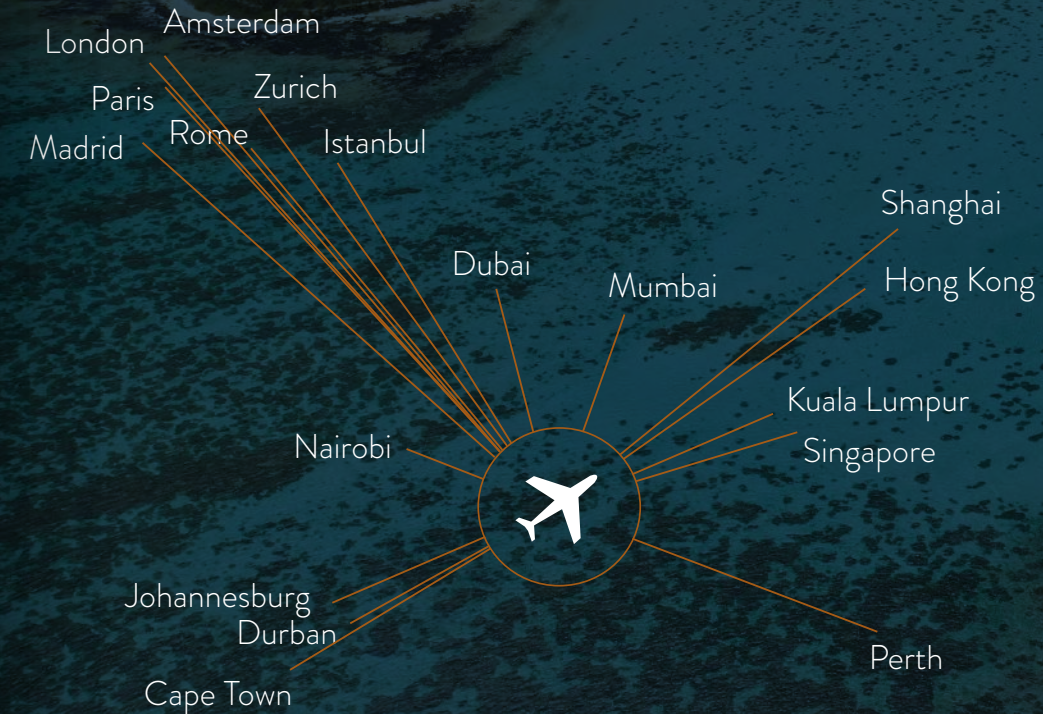 Amsterdam
London
Zurich
Paris
Rome
Istanbul
Madrid
Shanghai
Dubai
Hong Kong
Mumbai
Kuala Lumpur
Nairobi
Singapore
Johannesburg
Durban
Perth
Cape Town